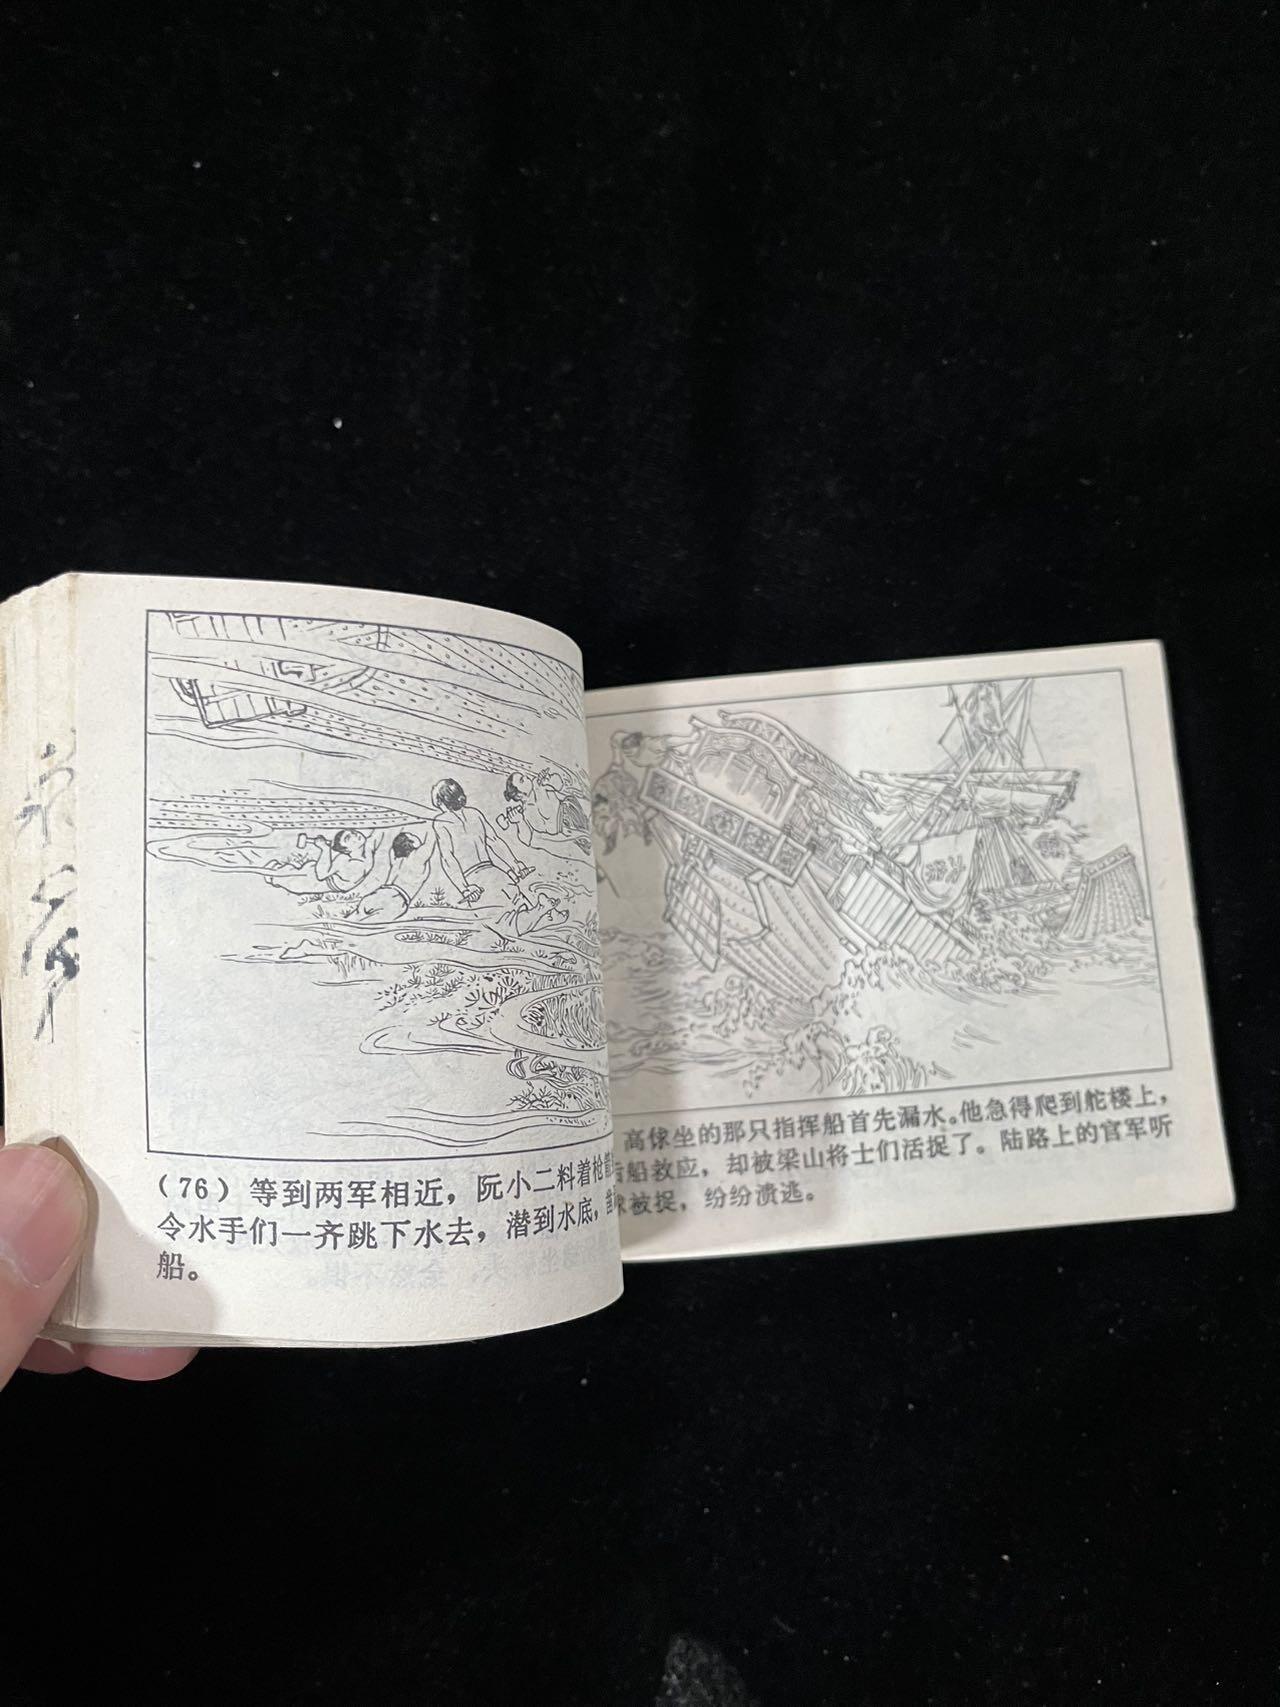 (76)等到两军相近，阮小二料着枪箭
令水手们一齐跳下水去，潜到水底，凿
船。
高俅坐的那只指挥船首先漏水。他急得爬到舵楼上，
船救应，却被梁山将士们活捉了。陆路上的官军听
被捉，纷纷溃逃。